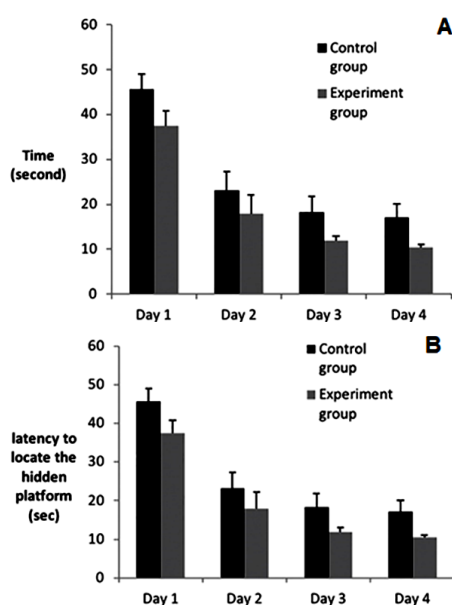 A
60
50
40
30
20
10
0
Time
(second)
Control
group
Experiment
group
Day 1 Day 2 Day 3 Day 4
B
60
50
40
30
20
10
0
latency to
locate the
hidden
platform
(sec)
Control
group
Experiment
group
Day 1 Day 2 Day 3 Day 4